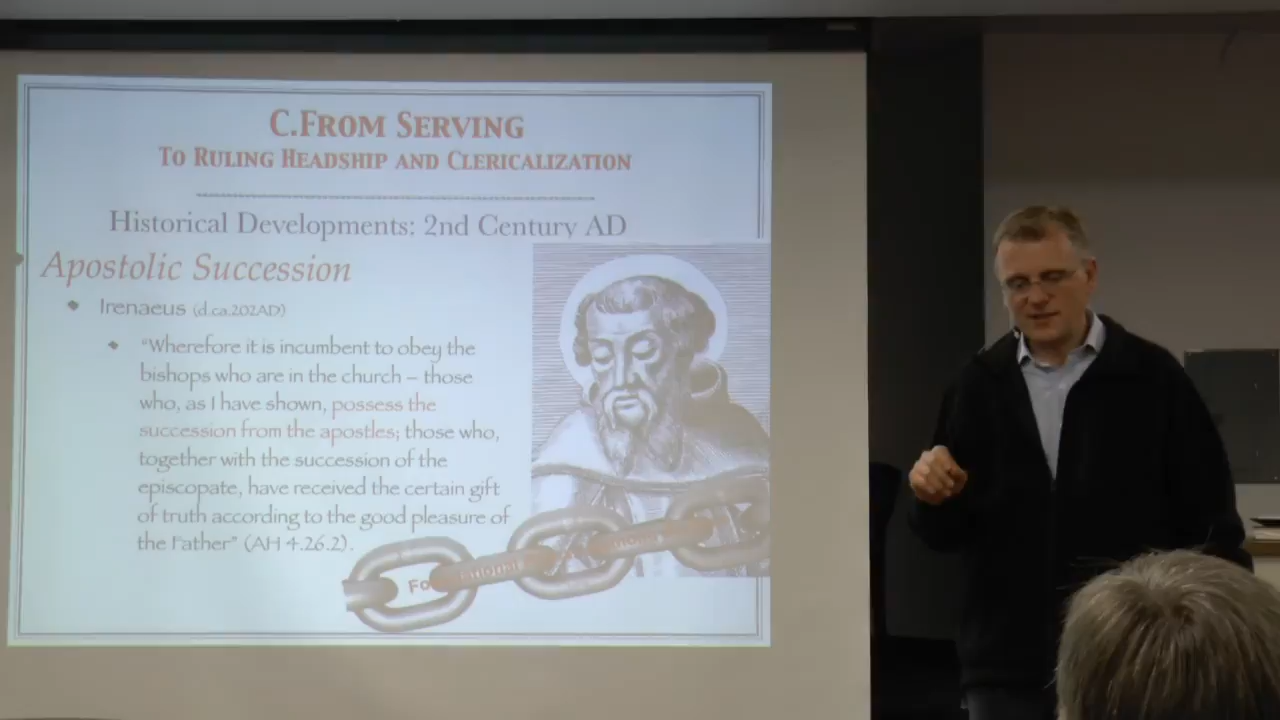 C.From Serving
To Ruling Headship and Clericalization
Historical Developments: 2nd Century AD
Apostolic Succession
Irenaeus (d.ca.202AD)
“Wherefore it is incumbent to obey the
bishops who are in the church – those
who, as I have shown, possess the
succession from the apostles; those who,
together with the succession of the
episcopate, have received the certain gift
of truth according to the good pleasure of
the Father” (AH 4.26.2).